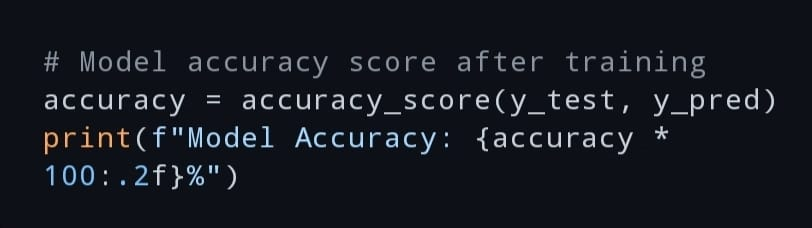 # Model accuracy score after training
accuracy = accuracy_score(y_test, y_pred)
print(f"Model Accuracy: {accuracy *
100:.2f}%")